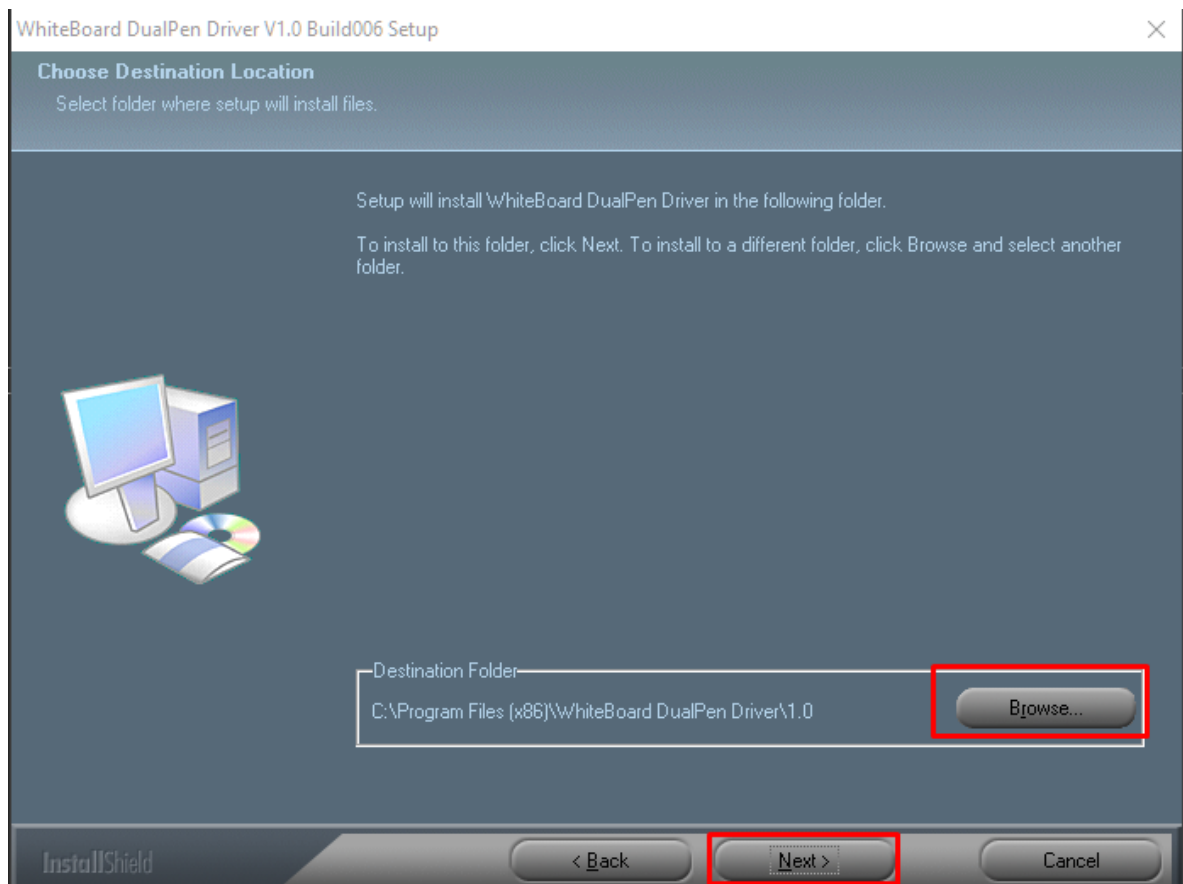 WhiteBoard DualPen Driver V1.0 Build006 Setup
Choose Destination Location
Select folder where setup will install files.
Setup will install WhiteBoard DualPen Driver in the following folder.
To install to this folder, click Next. To install to a different folder, click Browse and select another
folder.
Destination Folder
C:\Program Files (x86)\WhiteBoard DualPen Driver\1.0
Browse...
InstallShield
< Back
Next >
Cancel